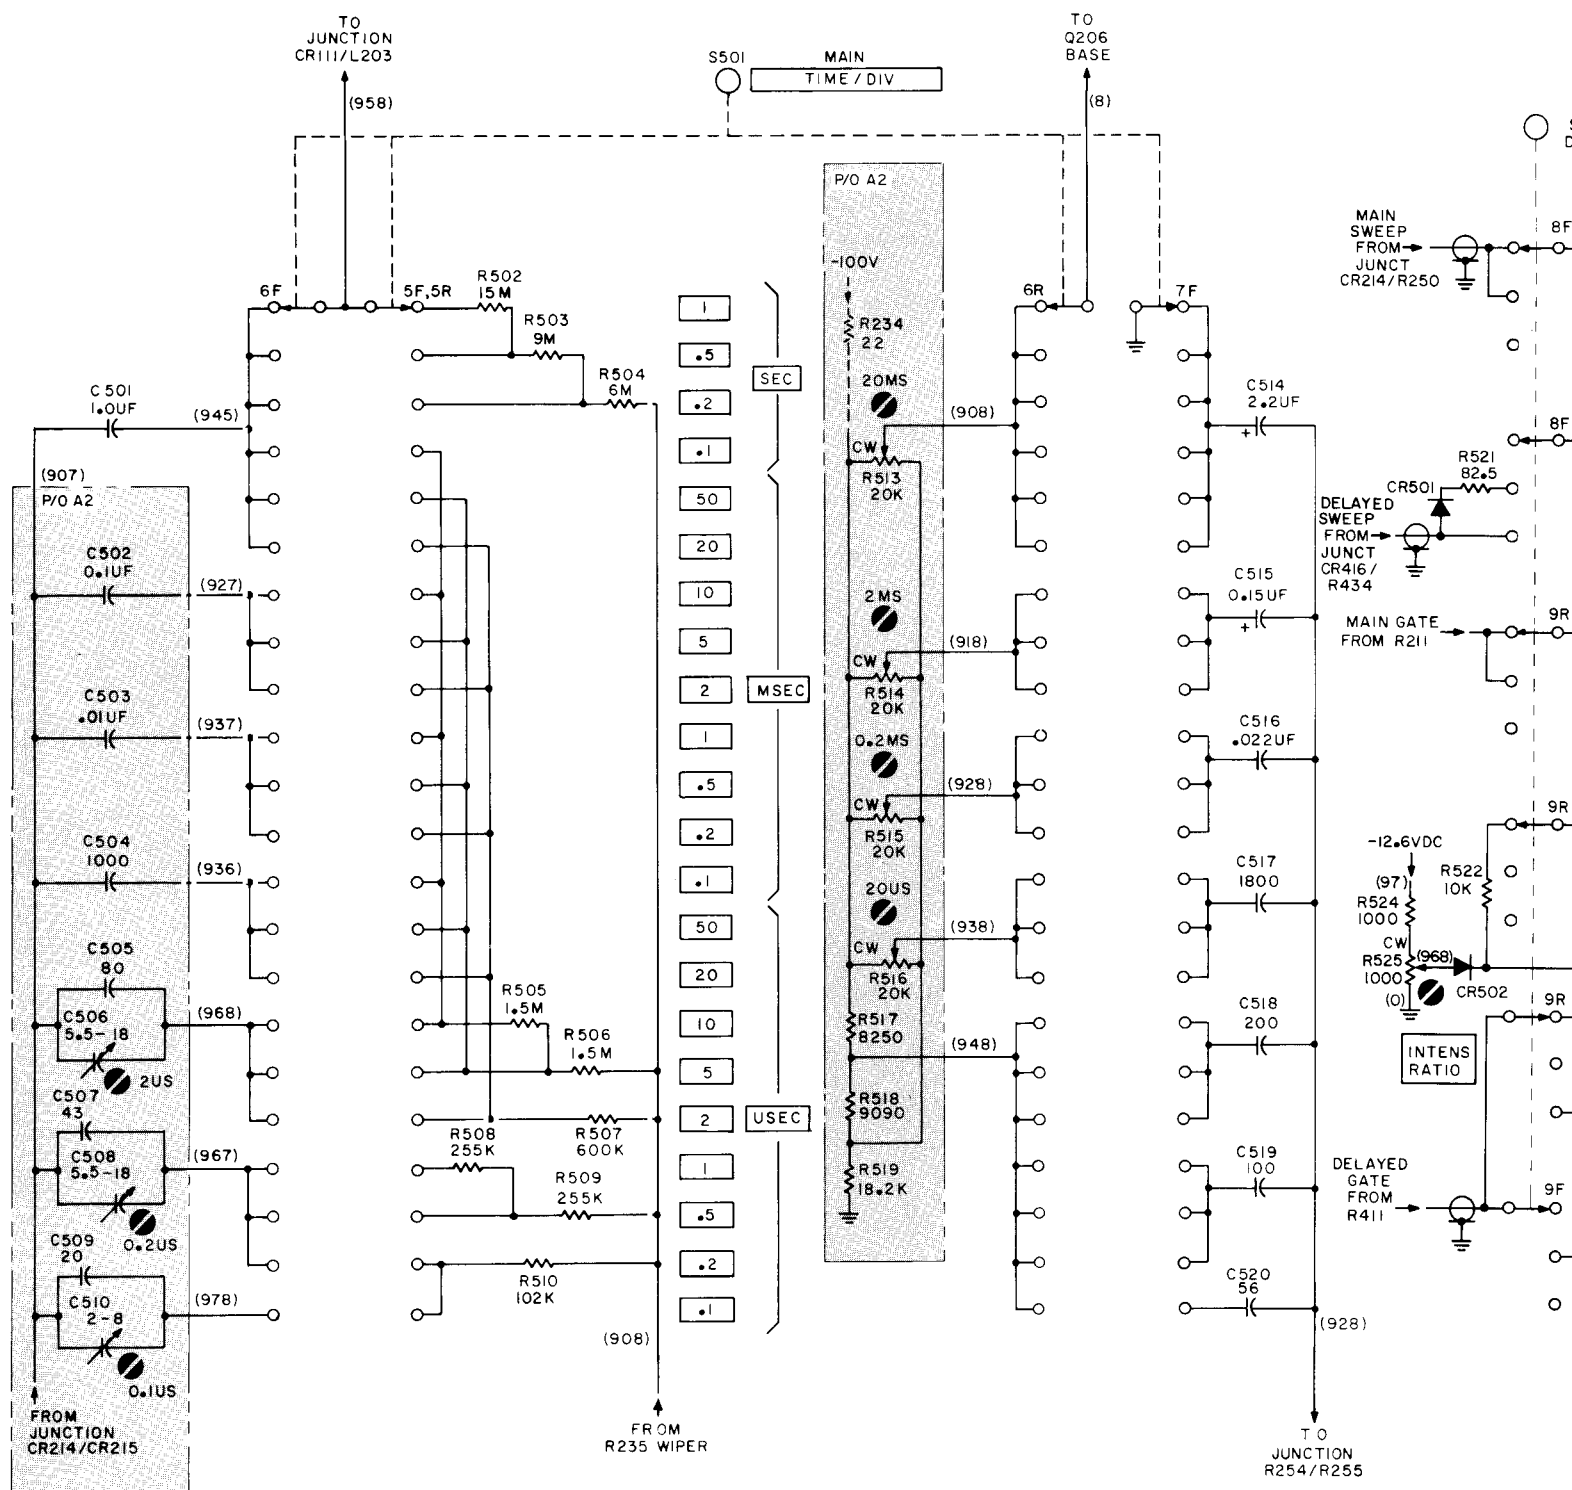 TO
JUNCTION
CR111/L203
(958)
S501
MAIN
TIME/DIV
TO
Q206
BASE
(8)
6F
5F,5R
R502
15M
R503
9M
R504
6M
C501
1.0UF
(945)
(907)
P/O A2
C502
0.1UF
(927)
C503
.01UF
(937)
C504
1000
(936)
C505
80
C506
5.5-18
(968)
2US
C507
43
C508
5.5-18
(967)
0.2US
C509
20
C510
2-8
(978)
0.1US
FROM
JUNCTION
CR214/CR215
R505
1.5M
R506
1.5M
R507
600K
R508
255K
R509
255K
R510
102K
(908)
FROM
R235 WIPER
1
.5
.2
.1
SEC
50
20
10
5
2
1
.5
.2
.1
MSEC
50
20
10
5
2
1
.5
.2
.1
USEC
P/O A2
-100V
R234
22
20MS
(908)
CW
R513
20K
2MS
(918)
CW
R514
20K
0.2MS
(928)
CW
R515
20K
20US
(938)
CW
R516
20K
R517
8250
(948)
R518
9090
R519
18.2K
6R
7F
C514
2.2UF
+
C515
0.15UF
+
C516
.022UF
C517
1800
C518
200
C519
100
C520
56
(928)
TO
JUNCTION
R254/R255
MAIN
SWEEP
FROM
JUNCT
CR214/R250
8F
8F
R521
82.5
CR501
DELAYED
SWEEP
FROM
JUNCT
CR416/
R434
MAIN GATE
FROM R211
9R
9R
-12.6VDC
(97)
R524
1000
R522
10K
CW
R525
1000
(968)
(0)
CR502
9R
INTENS
RATIO
DELAYED
GATE
FROM
R411
9F